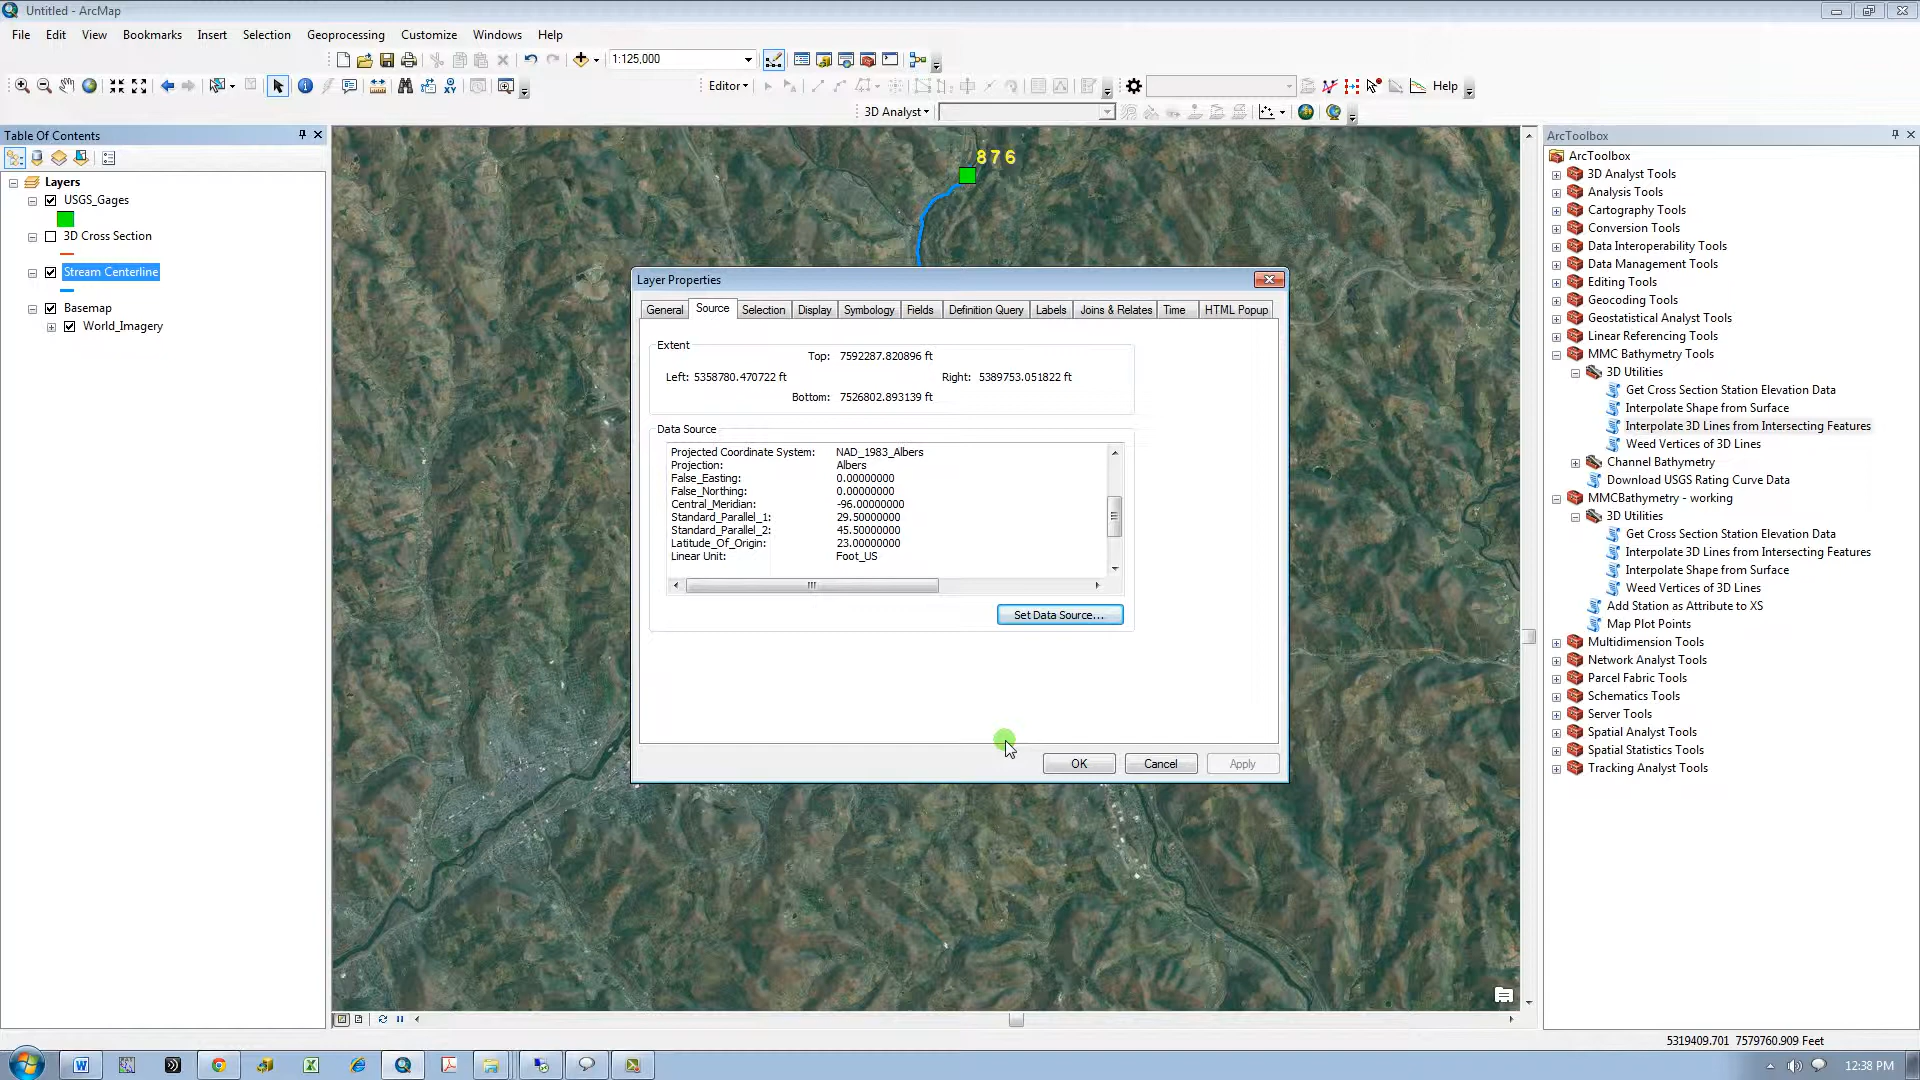 Untitled - ArcMap
File Edit View Bookmarks Insert Selection Geoprocessing Customize Windows Help
1:125,000
Editor Help
3D Analyst
Table Of Contents
Layers
USGS_Gages
3D Cross Section
Stream Centerline
Basemap
World_Imagery
876
Layer Properties
General Source Selection Display Symbology Fields Definition Query Labels Joins & Relates Time HTML Popup
Extent
Top: 7592287.820896 ft
Left: 5358780.470722 ft Right: 5389753.051822 ft
Bottom: 7526802.893139 ft
Data Source
Projected Coordinate System: NAD_1983_Albers
Projection: Albers
False_Easting: 0.00000000
False_Northing: 0.00000000
Central_Meridian: -96.00000000
Standard_Parallel_1: 29.50000000
Standard_Parallel_2: 45.50000000
Latitude_Of_Origin: 23.00000000
Linear Unit: Foot_US
Set Data Source...
OK Cancel Apply
ArcToolbox
ArcToolbox
3D Analyst Tools
Analysis Tools
Cartography Tools
Conversion Tools
Data Interoperability Tools
Data Management Tools
Editing Tools
Geocoding Tools
Geostatistical Analyst Tools
Linear Referencing Tools
MMC Bathymetry Tools
3D Utilities
Get Cross Section Station Elevation Data
Interpolate Shape from Surface
Interpolate 3D Lines from Intersecting Features
Weed Vertices of 3D Lines
Channel Bathymetry
Download USGS Rating Curve Data
MMCBathymetry - working
3D Utilities
Get Cross Section Station Elevation Data
Interpolate 3D Lines from Intersecting Features
Interpolate Shape from Surface
Weed Vertices of 3D Lines
Add Station as Attribute to XS
Map Plot Points
Multidimension Tools
Network Analyst Tools
Parcel Fabric Tools
Schematics Tools
Server Tools
Spatial Analyst Tools
Spatial Statistics Tools
Tracking Analyst Tools
5319409.701 7579760.909 Feet
12:38 PM